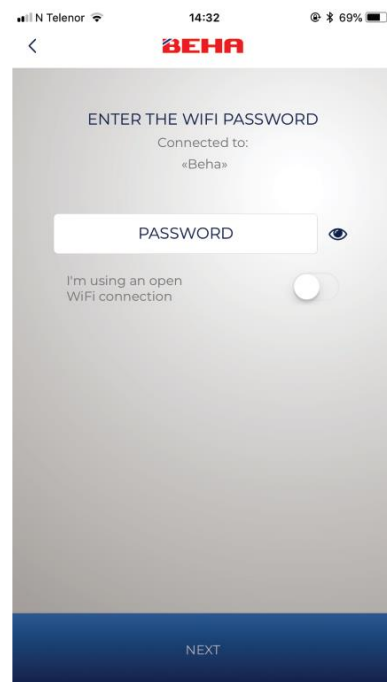 N Telenor 14:32 69%
BEHA
ENTER THE WIFI PASSWORD
Connected to:
«Beha»
PASSWORD
I'm using an open
WiFi connection
NEXT